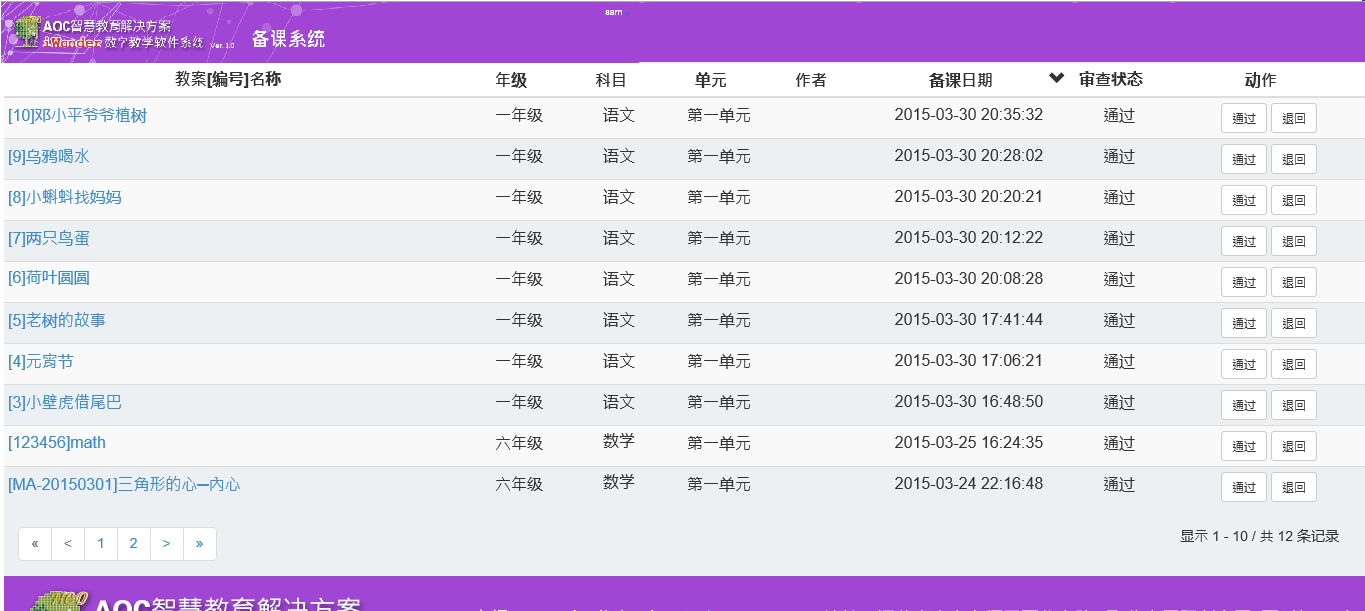 sam
AOC智慧教育解决方案
iWonder 数字教学软件系统 Ver. 3.0 备课系统
教案[编号]名称 年级 科目 单元 作者 备课日期 审查状态 动作
[10]邓小平爷爷植树 一年级 语文 第一单元 2015-03-30 20:35:32 通过 通过 退回
[9]乌鸦喝水 一年级 语文 第一单元 2015-03-30 20:28:02 通过 通过 退回
[8]小蝌蚪找妈妈 一年级 语文 第一单元 2015-03-30 20:20:21 通过 通过 退回
[7]两只鸟蛋 一年级 语文 第一单元 2015-03-30 20:12:22 通过 通过 退回
[6]荷叶圆圆 一年级 语文 第一单元 2015-03-30 20:08:28 通过 通过 退回
[5]老树的故事 一年级 语文 第一单元 2015-03-30 17:41:44 通过 通过 退回
[4]元宵节 一年级 语文 第一单元 2015-03-30 17:06:21 通过 通过 退回
[3]小壁虎借尾巴 一年级 语文 第一单元 2015-03-30 16:48:50 通过 通过 退回
[123456]math 六年级 数学 第一单元 2015-03-25 16:24:35 通过 通过 退回
[MA-20150301]三角形的心─內心 六年级 数学 第一单元 2015-03-24 22:16:48 通过 通过 退回
« < 1 2 > » 显示 1 - 10 / 共 12 条记录
AOC智慧教育解决方案